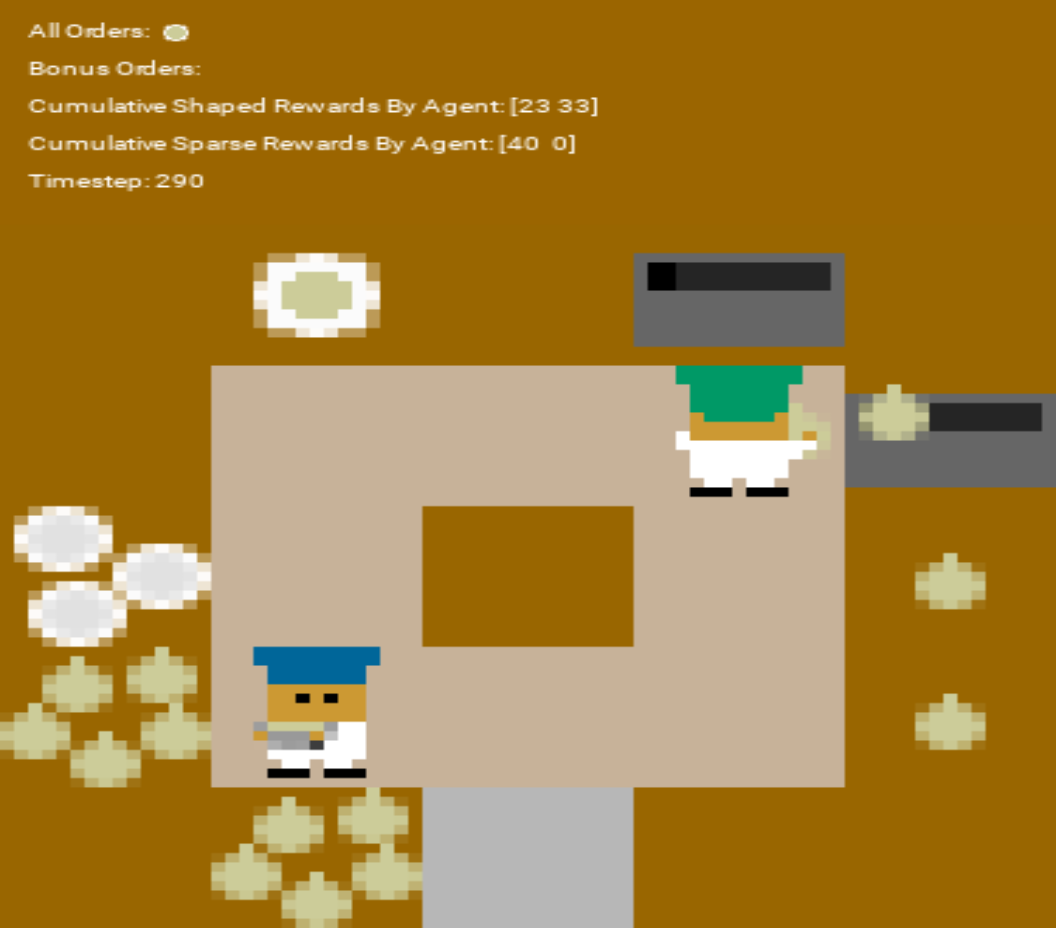 All Orders:
Bonus Orders:
Cumulative Shaped Rewards By Agent: [23 33]
Cumulative Sparse Rewards By Agent: [40  0]
Timestep: 290